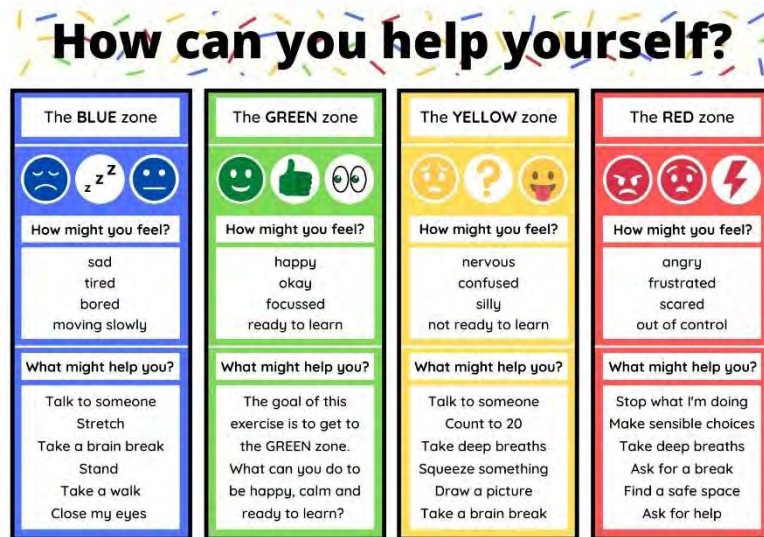 How can you help yourself?
The BLUE zone
z z Z
How might you feel?
sad
tired
bored
moving slowly
What might help you?
Talk to someone
Stretch
Take a brain break
Stand
Take a walk
Close my eyes
The GREEN zone
How might you feel?
happy
okay
focussed
ready to learn
What might help you?
The goal of this
exercise is to get to
the GREEN zone.
What can you do to
be happy, calm and
ready to learn?
The YELLOW zone
?
How might you feel?
nervous
confused
silly
not ready to learn
What might help you?
Talk to someone
Count to 20
Take deep breaths
Squeeze something
Draw a picture
Take a brain break
The RED zone
How might you feel?
angry
frustrated
scared
out of control
What might help you?
Stop what I'm doing
Make sensible choices
Take deep breaths
Ask for a break
Find a safe space
Ask for help